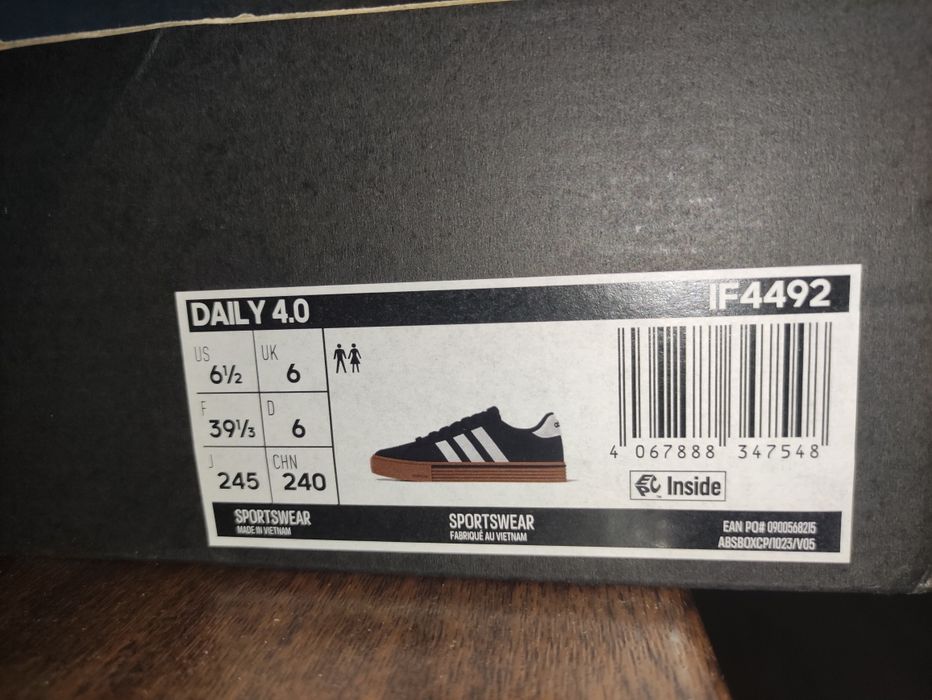 DAILY 4.0 IF4492
US 6½ UK 6
F 39⅓ D 6
J 245 CHN 240
4 067888 347548
EPC Inside
SPORTSWEAR
MADE IN VIETNAM
SPORTSWEAR
FABRIQUÉ AU VIETNAM
EAN PO# 0900568215
ABSBOXCP/1023/V05